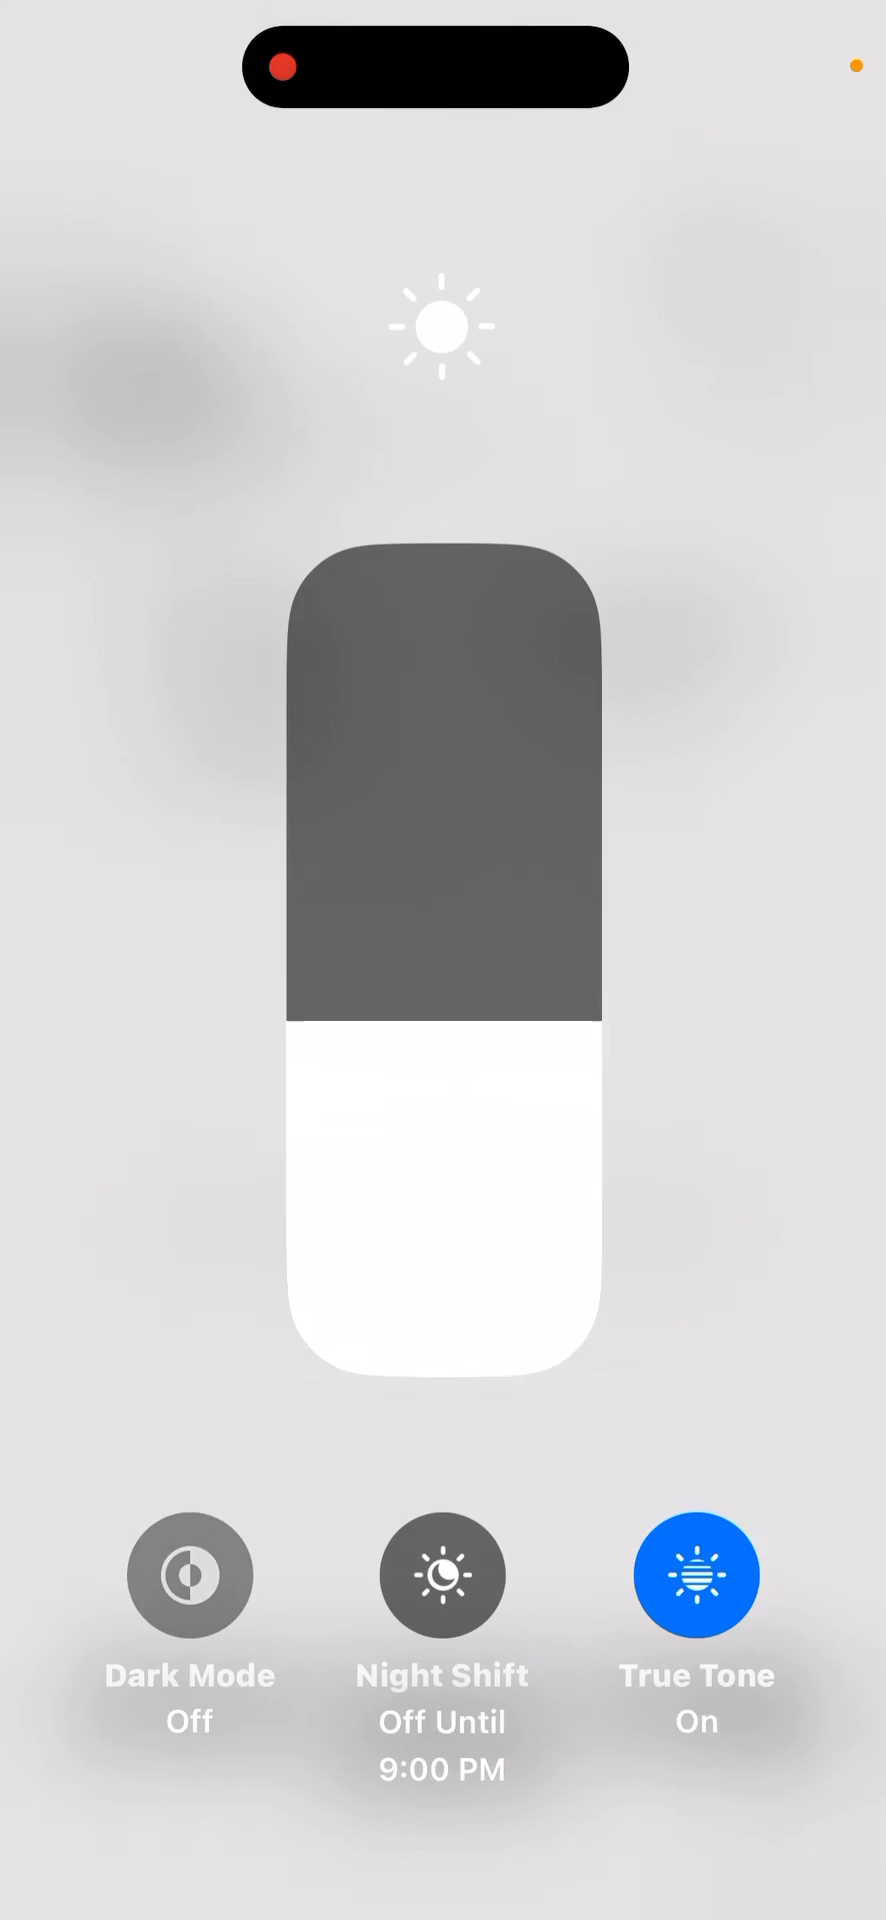 Dark Mode
Off
Night Shift
Off Until
9:00 PM
True Tone
On